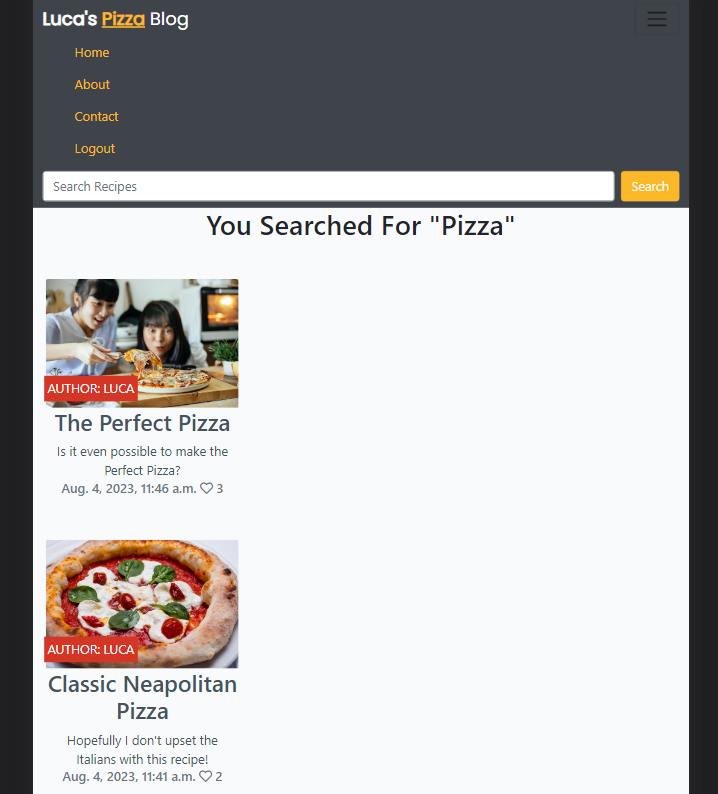 Luca's Pizza Blog
Home
About
Contact
Logout
Search Recipes
Search
You Searched For "Pizza"
AUTHOR: LUCA
The Perfect Pizza
Is it even possible to make the
Perfect Pizza?
Aug. 4, 2023, 11:46 a.m. 3
AUTHOR: LUCA
Classic Neapolitan
Pizza
Hopefully I don't upset the
Italians with this recipe!
Aug. 4, 2023, 11:41 a.m. 2